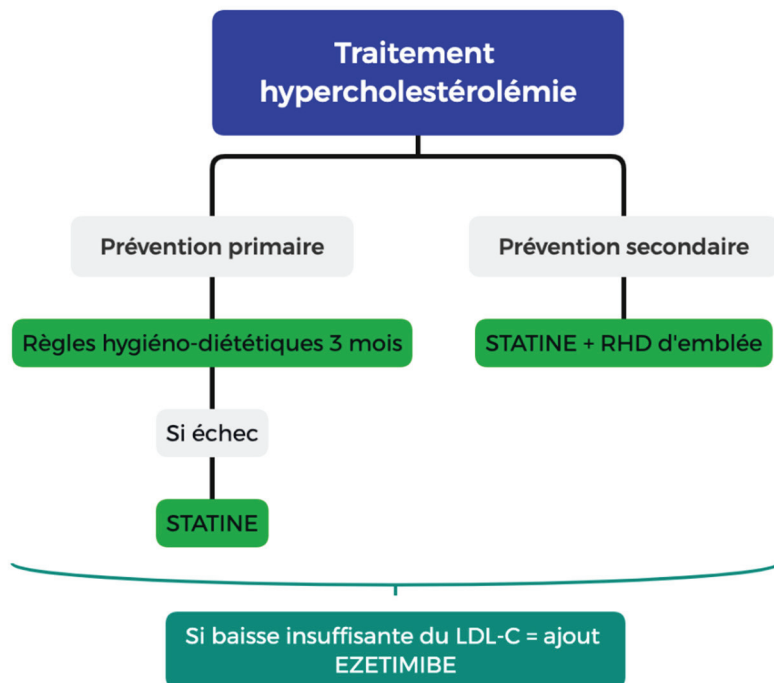 Traitement
hypercholestérolémie
Prévention primaire
Prévention secondaire
Règles hygiéno-diététiques 3 mois
STATINE + RHD d'emblée
Si échec
STATINE
Si baisse insuffisante du LDL-C = ajout
EZETIMIBE